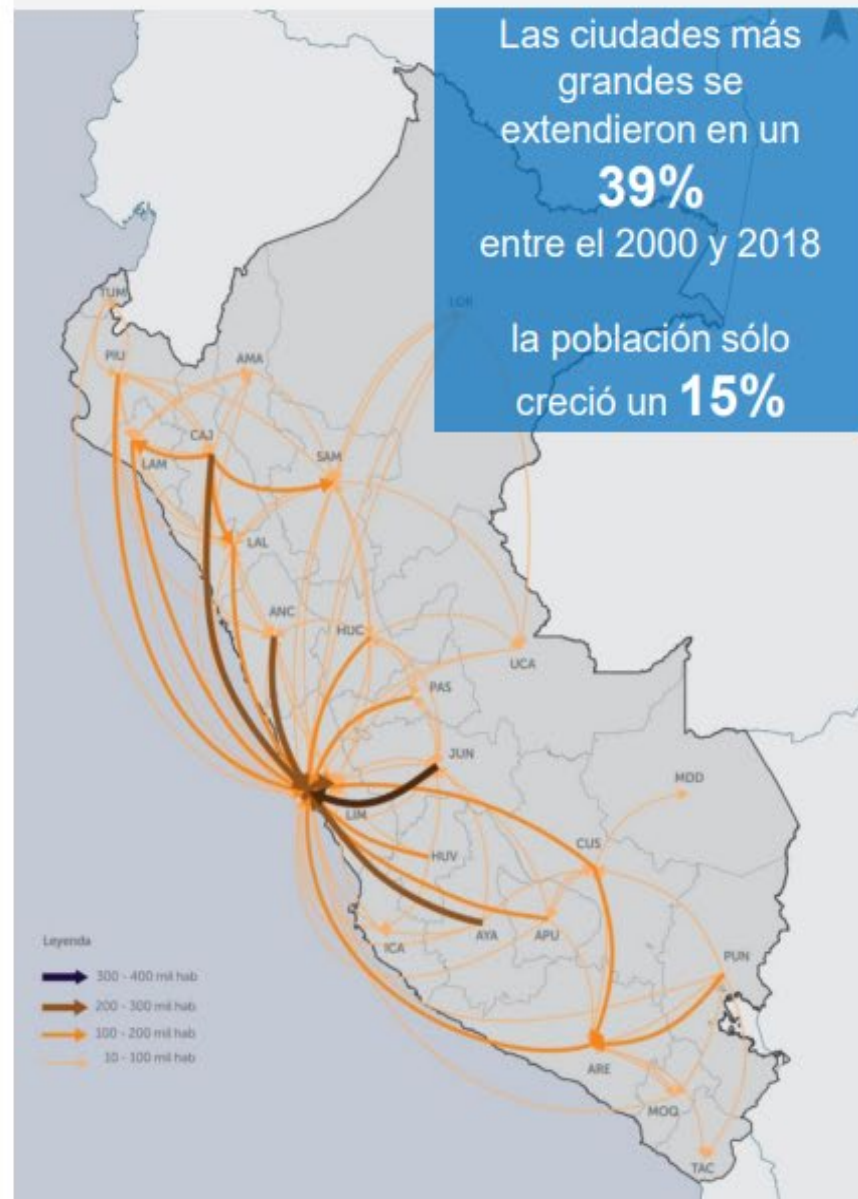 Las ciudades más
grandes se
extendieron en un
39%
entre el 2000 y 2018
la población sólo
creció un 15%
TUM
LOR
PIU
AMA
CAJ
LAM
SAM
LAL
ANC
HUC
UCA
PAS
JUN
MDD
LIM
CUS
HUV
AYA
APU
ICA
PUN
ARE
MOQ
TAC
Leyenda
300 - 400 mil hab
200 - 300 mil hab
100 - 200 mil hab
10 - 100 mil hab